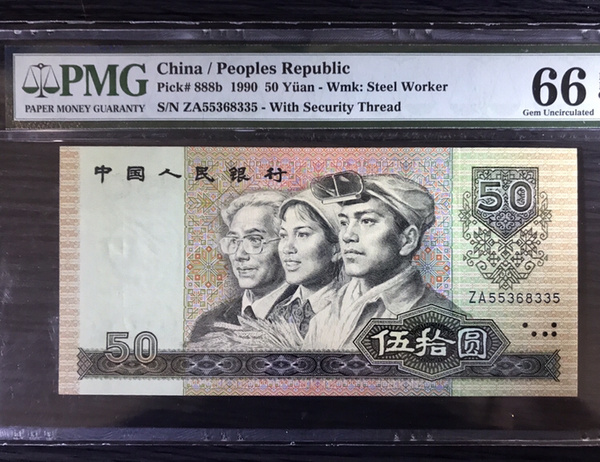 PMG
PAPER MONEY GUARANTY
China / Peoples Republic
Pick# 888b 1990 50 Yüan - Wmk: Steel Worker
S/N ZA55368335 - With Security Thread
66
Gem Uncirculated
中国人民银行
50
ZA55368335
50
伍拾圆